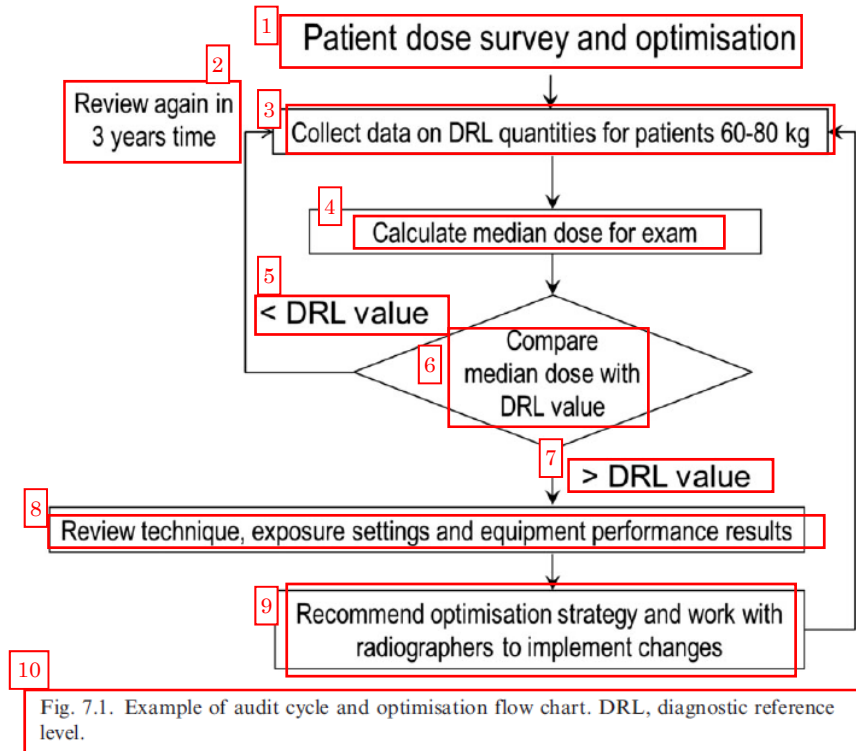 1
Patient dose survey and optimisation
2
Review again in
3 years time
3
Collect data on DRL quantities for patients 60-80 kg
4
Calculate median dose for exam
5
< DRL value
6
Compare
median dose with
DRL value
7
> DRL value
8
Review technique, exposure settings and equipment performance results
9
Recommend optimisation strategy and work with
radiographers to implement changes
10
Fig. 7.1. Example of audit cycle and optimisation flow chart. DRL, diagnostic reference
level.